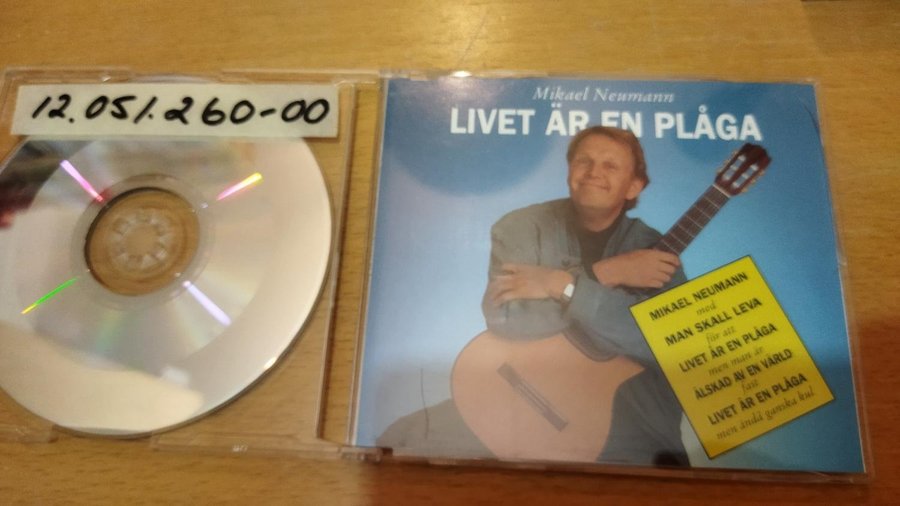 12.051.260-00
Mikael Neumann
LIVET ÄR EN PLÅGA
MIKAEL NEUMANN
med
MAN SKALL LEVA
för att
LIVET ÄR EN PLÅGA
men man är
ÄLSKAD AV EN VÄRLD
fast
LIVET ÄR EN PLÅGA
men ändå ganska kul